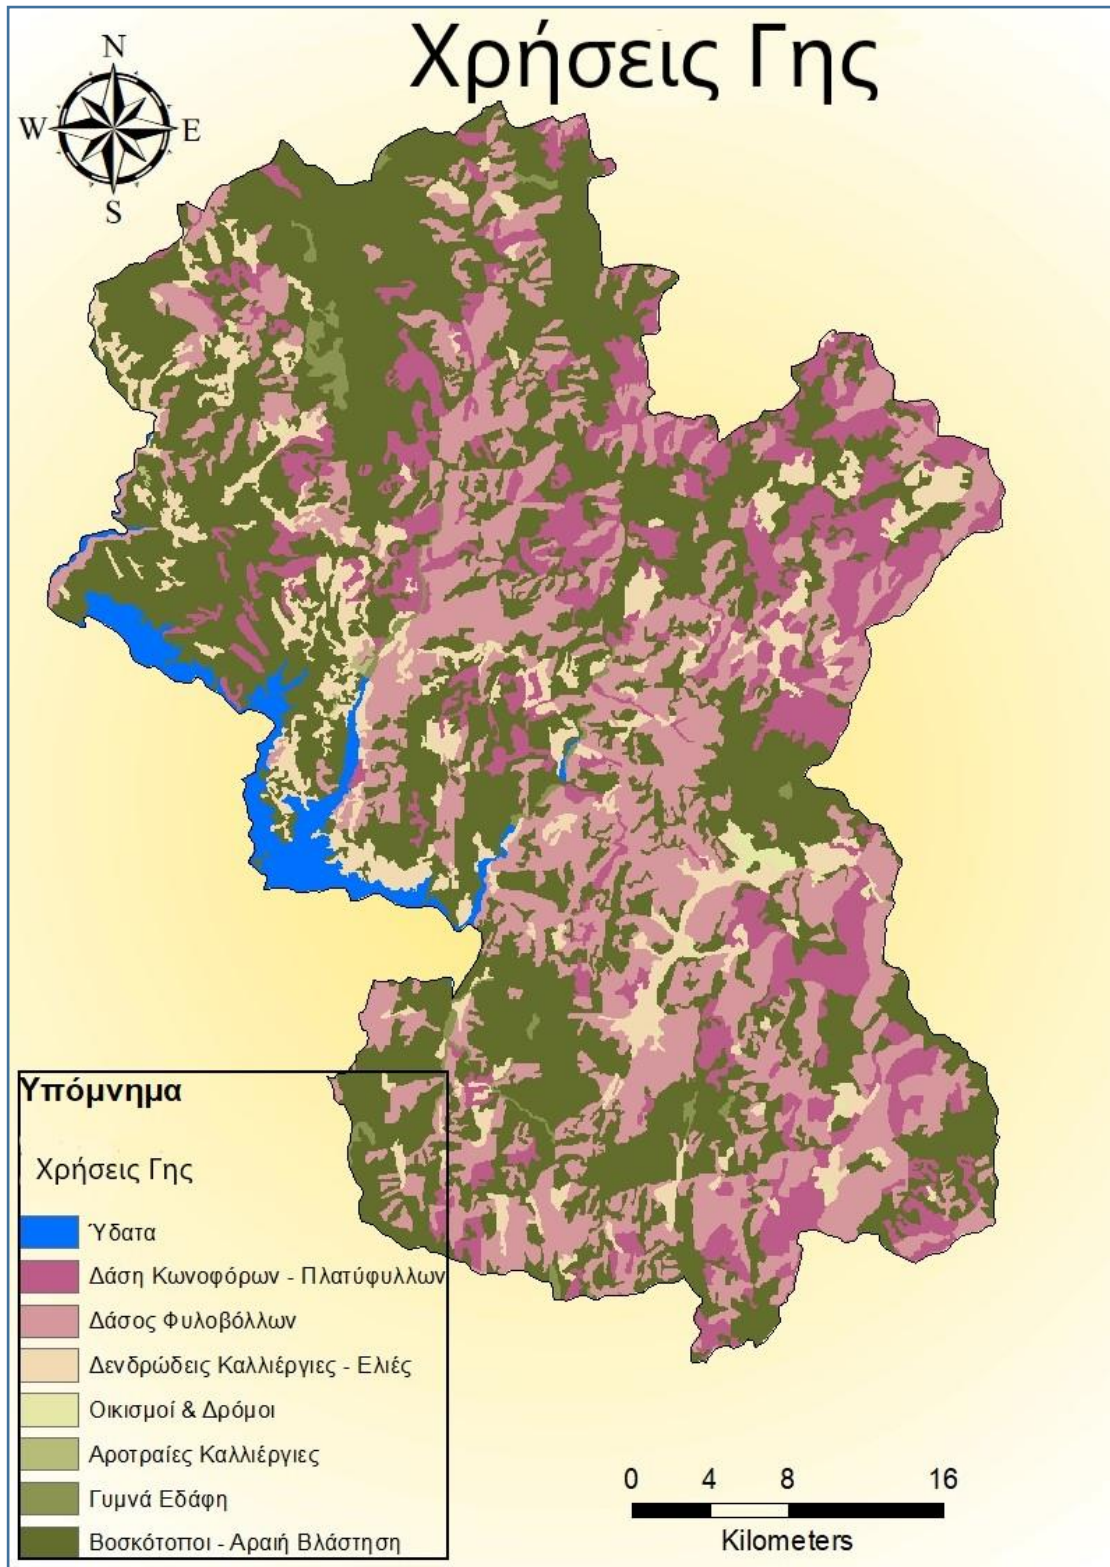 Χρήσεις Γης
N
W E
S
Υπόμνημα
Χρήσεις Γης
Ύδατα
Δάση Κωνοφόρων - Πλατύφυλλων
Δάσος Φυλοβόλλων
Δενδρώδεις Καλλιέργιες - Ελιές
Οικισμοί & Δρόμοι
Αροτραίες Καλλιέργιες
Γυμνά Εδάφη
Βοσκότοποι - Αραιή Βλάστηση
0 4 8 16
Kilometers